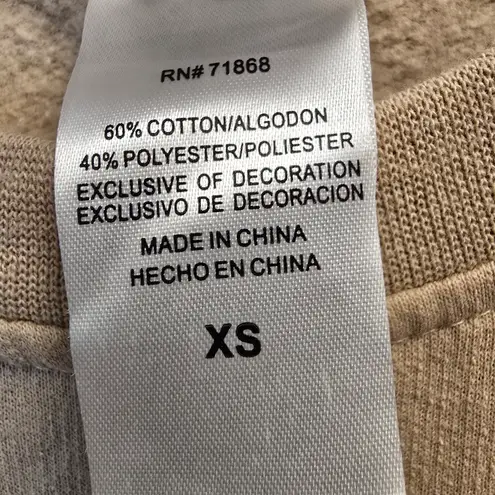 RN# 71868
60% COTTON/ALGODON
40% POLYESTER/POLIESTER
EXCLUSIVE OF DECORATION
EXCLUSIVO DE DECORACION
MADE IN CHINA
HECHO EN CHINA
XS